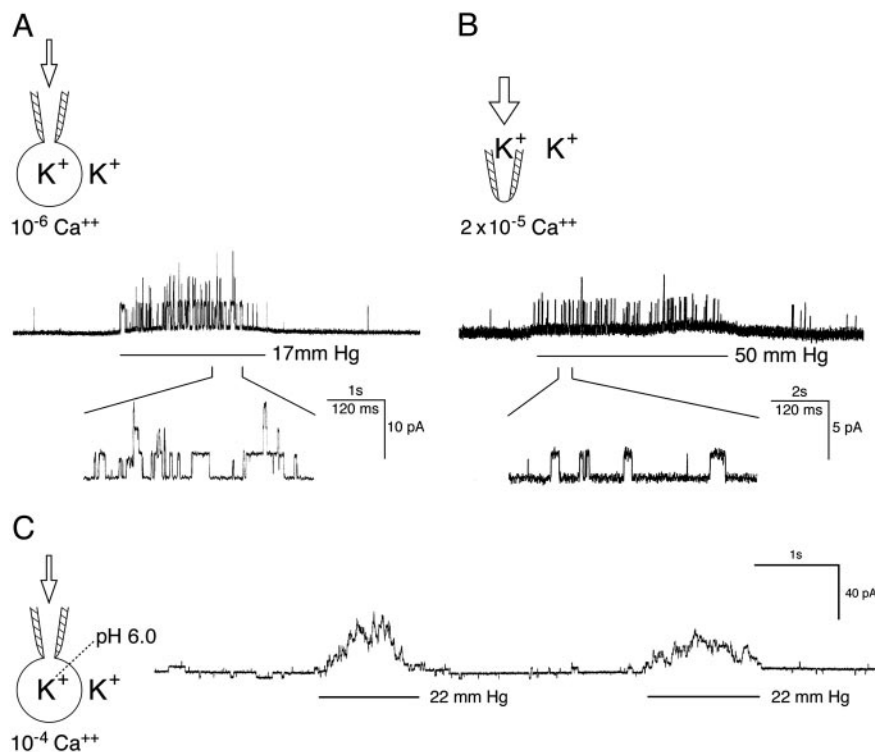 A
K⁺ K⁺
10⁻⁶ Ca⁺⁺
17mm Hg
1s
120 ms
10 pA
B
K⁺ K⁺
2 x 10⁻⁵ Ca⁺⁺
50 mm Hg
2s
120 ms
5 pA
C
pH 6.0
K⁺ K⁺
10⁻⁴ Ca⁺⁺
22 mm Hg
22 mm Hg
1s
40 pA